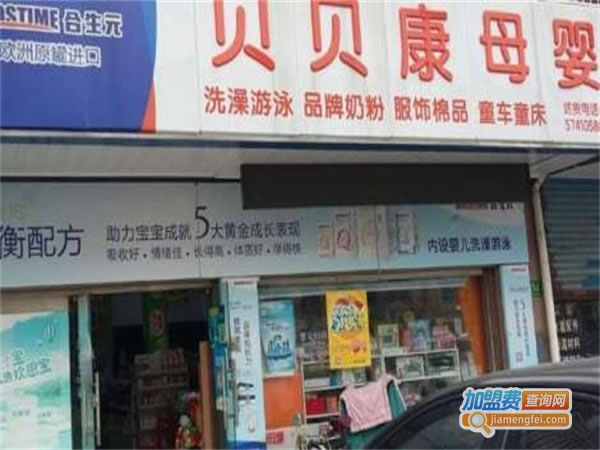 OSTIME 合生元
欧洲原罐进口
贝贝康母婴
洗澡游泳 品牌奶粉 服饰棉品 童车童床
衡配方
助力宝宝成就5大黄金成长表现
吸收好·情绪佳·长得高·体质好·学得快
内设婴儿洗澡游泳
加盟费查询网
jiamengfei.com